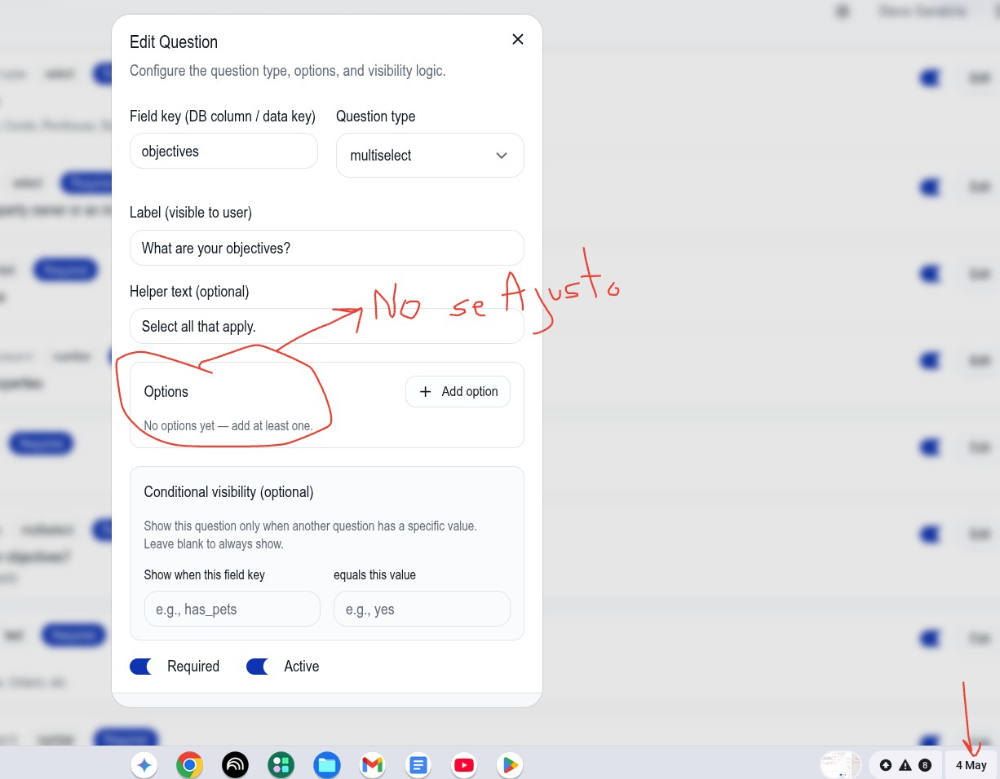 Edit Question
Configure the question type, options, and visibility logic.
Field key (DB column / data key) Question type
objectives multiselect
Label (visible to user)
What are your objectives?
Helper text (optional)
No se Ajusto
Select all that apply.
Options + Add option
No options yet — add at least one.
Conditional visibility (optional)
Show this question only when another question has a specific value.
Leave blank to always show.
Show when this field key equals this value
e.g., has_pets e.g., yes
Required Active
8 4 May